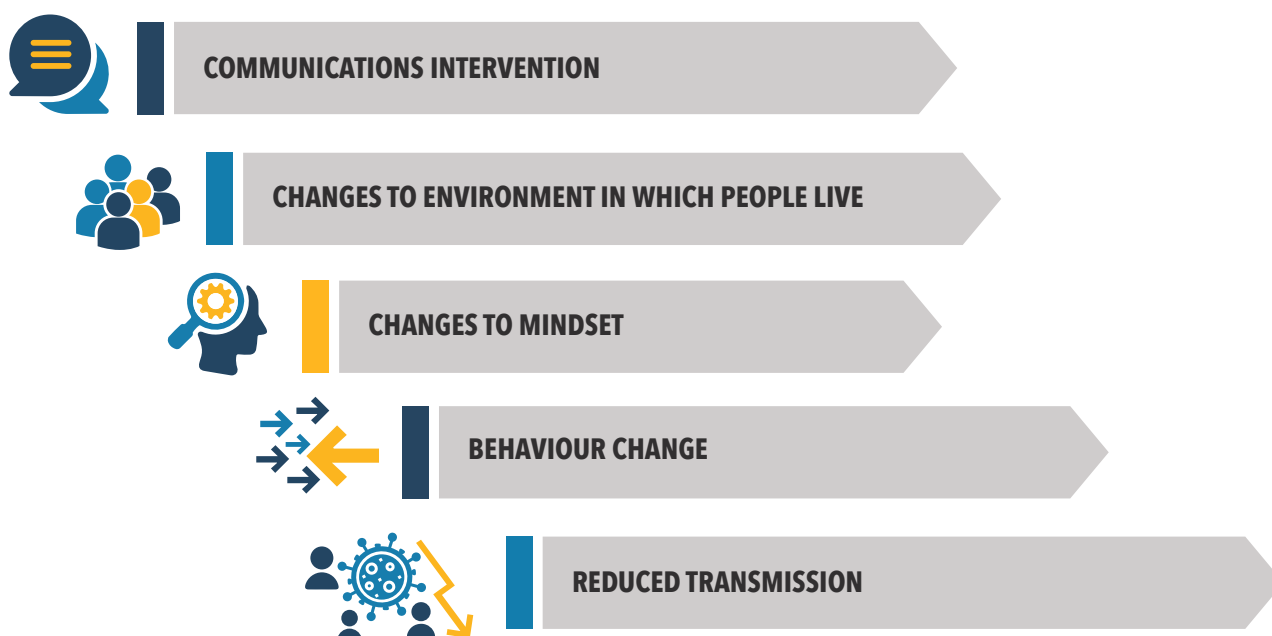 COMMUNICATIONS INTERVENTION
CHANGES TO ENVIRONMENT IN WHICH PEOPLE LIVE
CHANGES TO MINDSET
BEHAVIOUR CHANGE
REDUCED TRANSMISSION